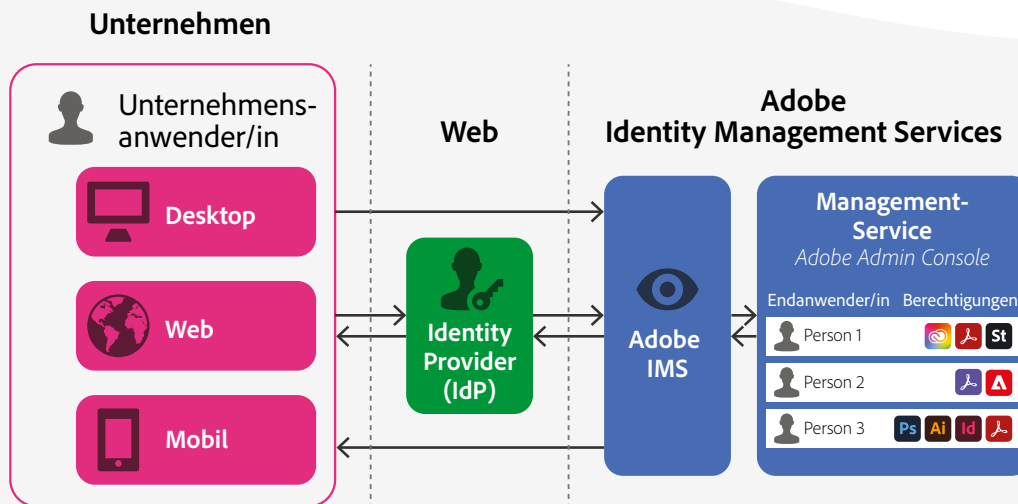 Unternehmen
Unternehmens-
anwender/in
Desktop
Web
Mobil
Web
Identity
Provider
(IdP)
Adobe
Identity Management Services
Adobe
IMS
Management-
Service
Adobe Admin Console
Endanwender/in Berechtigungen
Person 1 St
Person 2
Person 3 Ps Ai Id